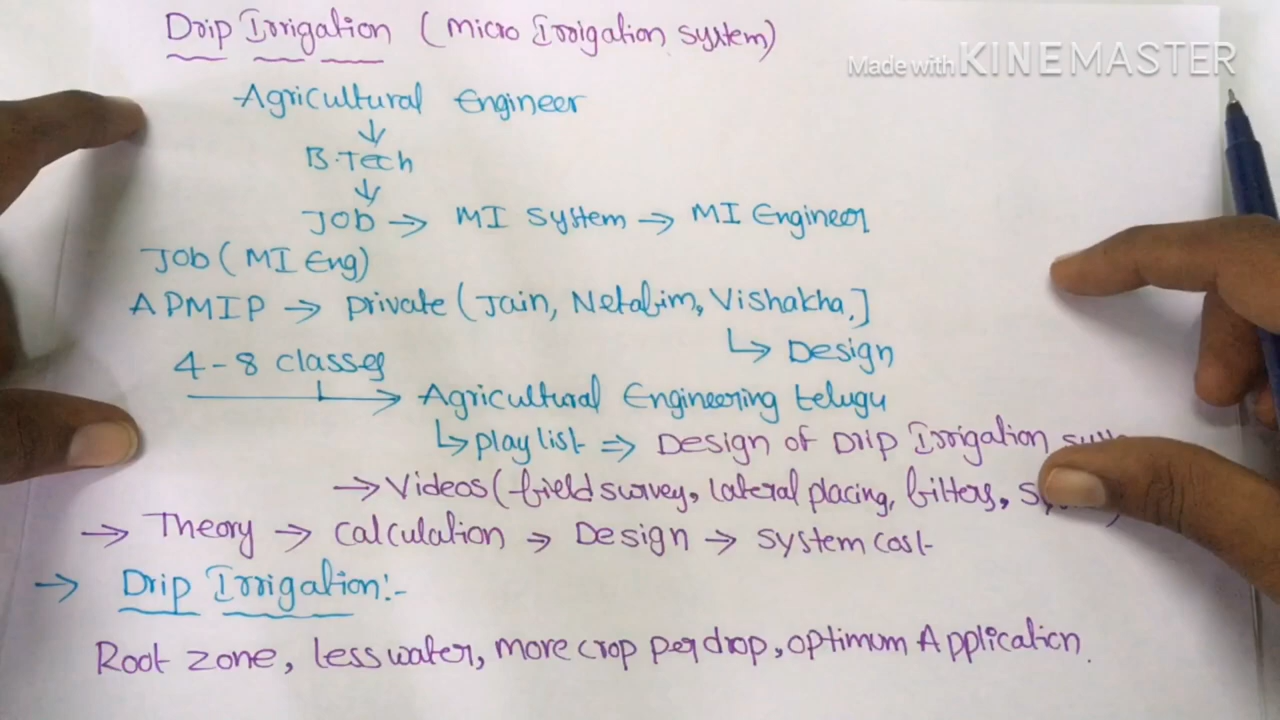 Drip Irrigation (Micro Irrigation system)
Made with KINEMASTER
Agricultural Engineer
↓
B.Tech
↓
JOB → MI System → MI Engineer
JOB (MI Eng)
APMIP → private (Jain, Netafim, Vishakha,]
↳ Design
4-8 classes
→ Agricultural Engineering telugu
↳ playlist ⇒ Design of Drip Irrigation
→ Videos (field survey, lateral placing, filters,
→ Theory → calculation → Design → system cost
→ Drip Irrigation:-
Root zone, less water, more crop per drop, optimum Application.